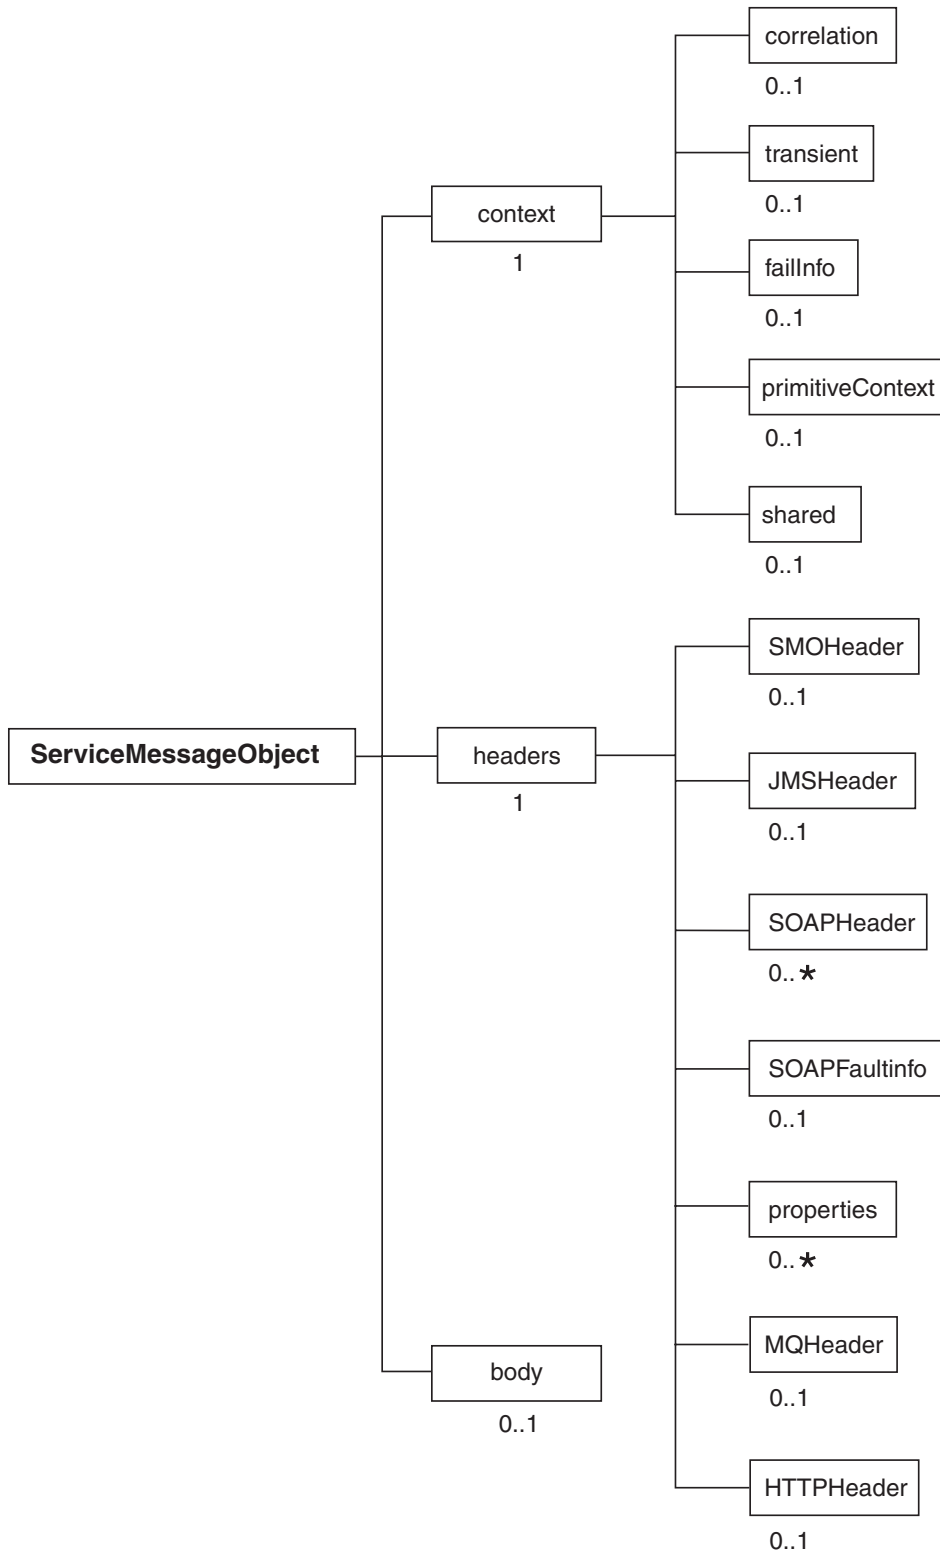 correlation
0..1
transient
0..1
context
1
failInfo
0..1
primitiveContext
0..1
shared
0..1
SMOHeader
0..1
ServiceMessageObject
headers
1
JMSHeader
0..1
SOAPHeader
0..*
SOAPFaultinfo
0..1
properties
0..*
MQHeader
0..1
body
0..1
HTTPHeader
0..1